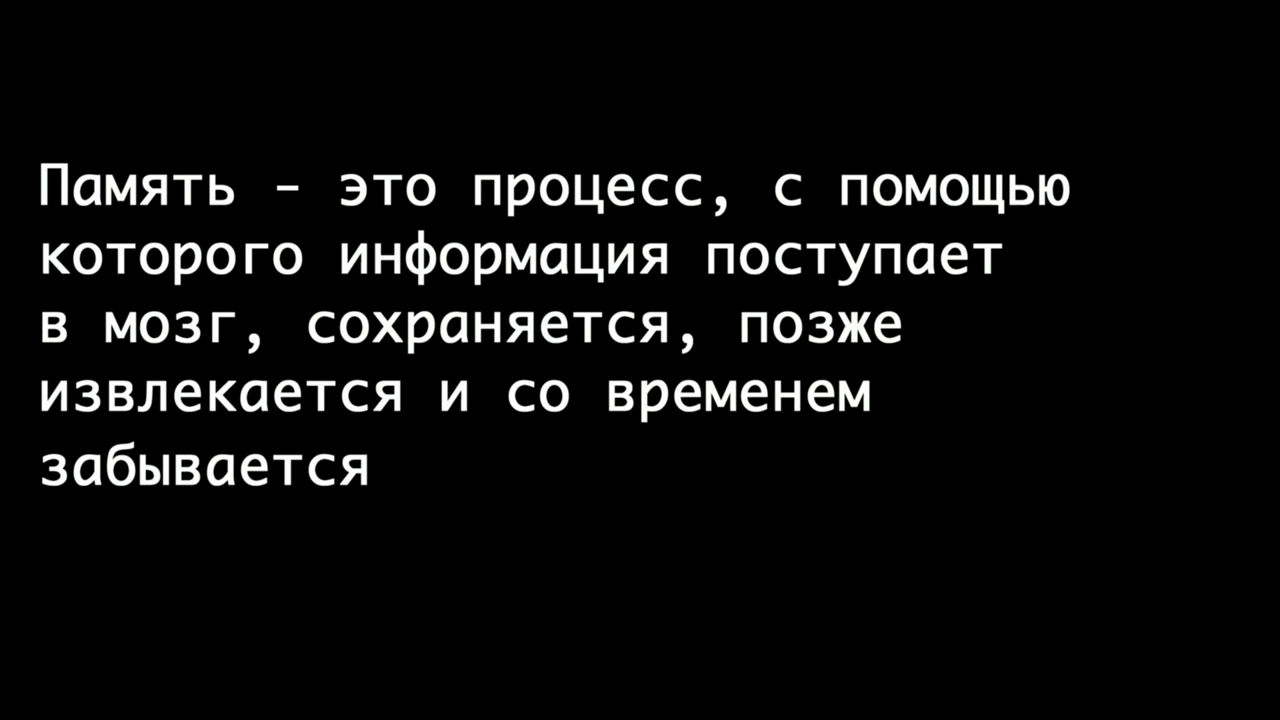 Память - это процесс, с помощью
которого информация поступает
в мозг, сохраняется, позже
извлекается и со временем
забывается